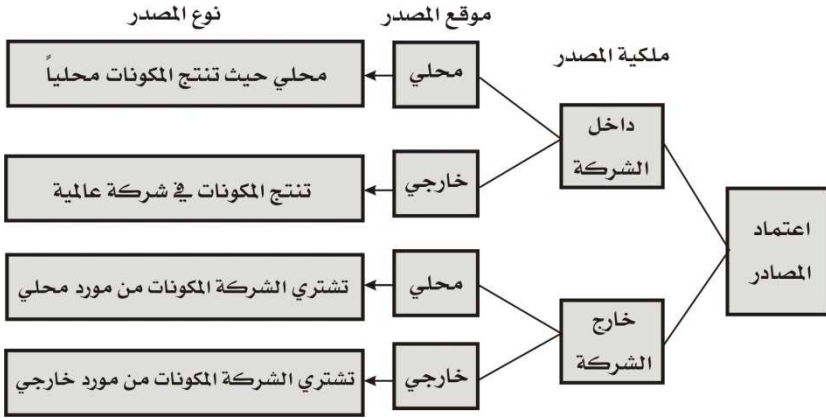 نوع المصدر
موقع المصدر
ملكية المصدر
محلي حيث تنتج المكونات محلياً
محلي
داخل
الشركة
تنتج المكونات في شركة عالمية
خارجي
اعتماد
المصادر
تشتري الشركة المكونات من مورد محلي
محلي
خارج
الشركة
تشتري الشركة المكونات من مورد خارجي
خارجي